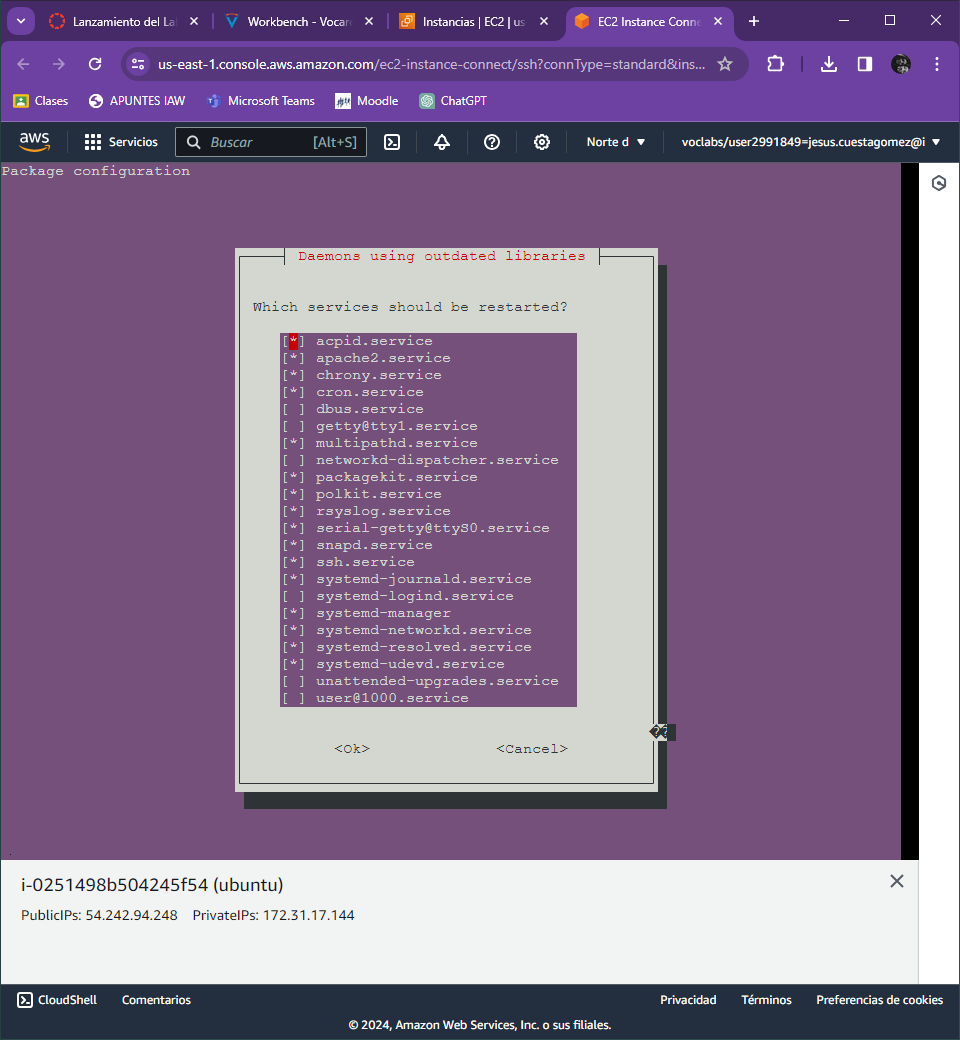 Lanzamiento del La
Workbench - Vocar
Instancias | EC2 | us
EC2 Instance Conne
us-east-1.console.aws.amazon.com/ec2-instance-connect/ssh?connType=standard&ins...
Clases
APUNTES IAW
Microsoft Teams
Moodle
ChatGPT
aws
Servicios
Buscar
[Alt+S]
Norte d
voclabs/user2991849=jesus.cuestagomez@i
Package configuration
Daemons using outdated libraries
Which services should be restarted?
[*] acpid.service
[*] apache2.service
[*] chrony.service
[*] cron.service
[ ] dbus.service
[ ] getty@tty1.service
[*] multipathd.service
[ ] networkd-dispatcher.service
[*] packagekit.service
[*] polkit.service
[*] rsyslog.service
[*] serial-getty@ttyS0.service
[*] snapd.service
[*] ssh.service
[*] systemd-journald.service
[ ] systemd-logind.service
[*] systemd-manager
[*] systemd-networkd.service
[*] systemd-resolved.service
[*] systemd-udevd.service
[ ] unattended-upgrades.service
[ ] user@1000.service
<Ok> <Cancel>
i-0251498b504245f54 (ubuntu)
PublicIPs: 54.242.94.248 PrivateIPs: 172.31.17.144
CloudShell
Comentarios
Privacidad
Términos
Preferencias de cookies
© 2024, Amazon Web Services, Inc. o sus filiales.